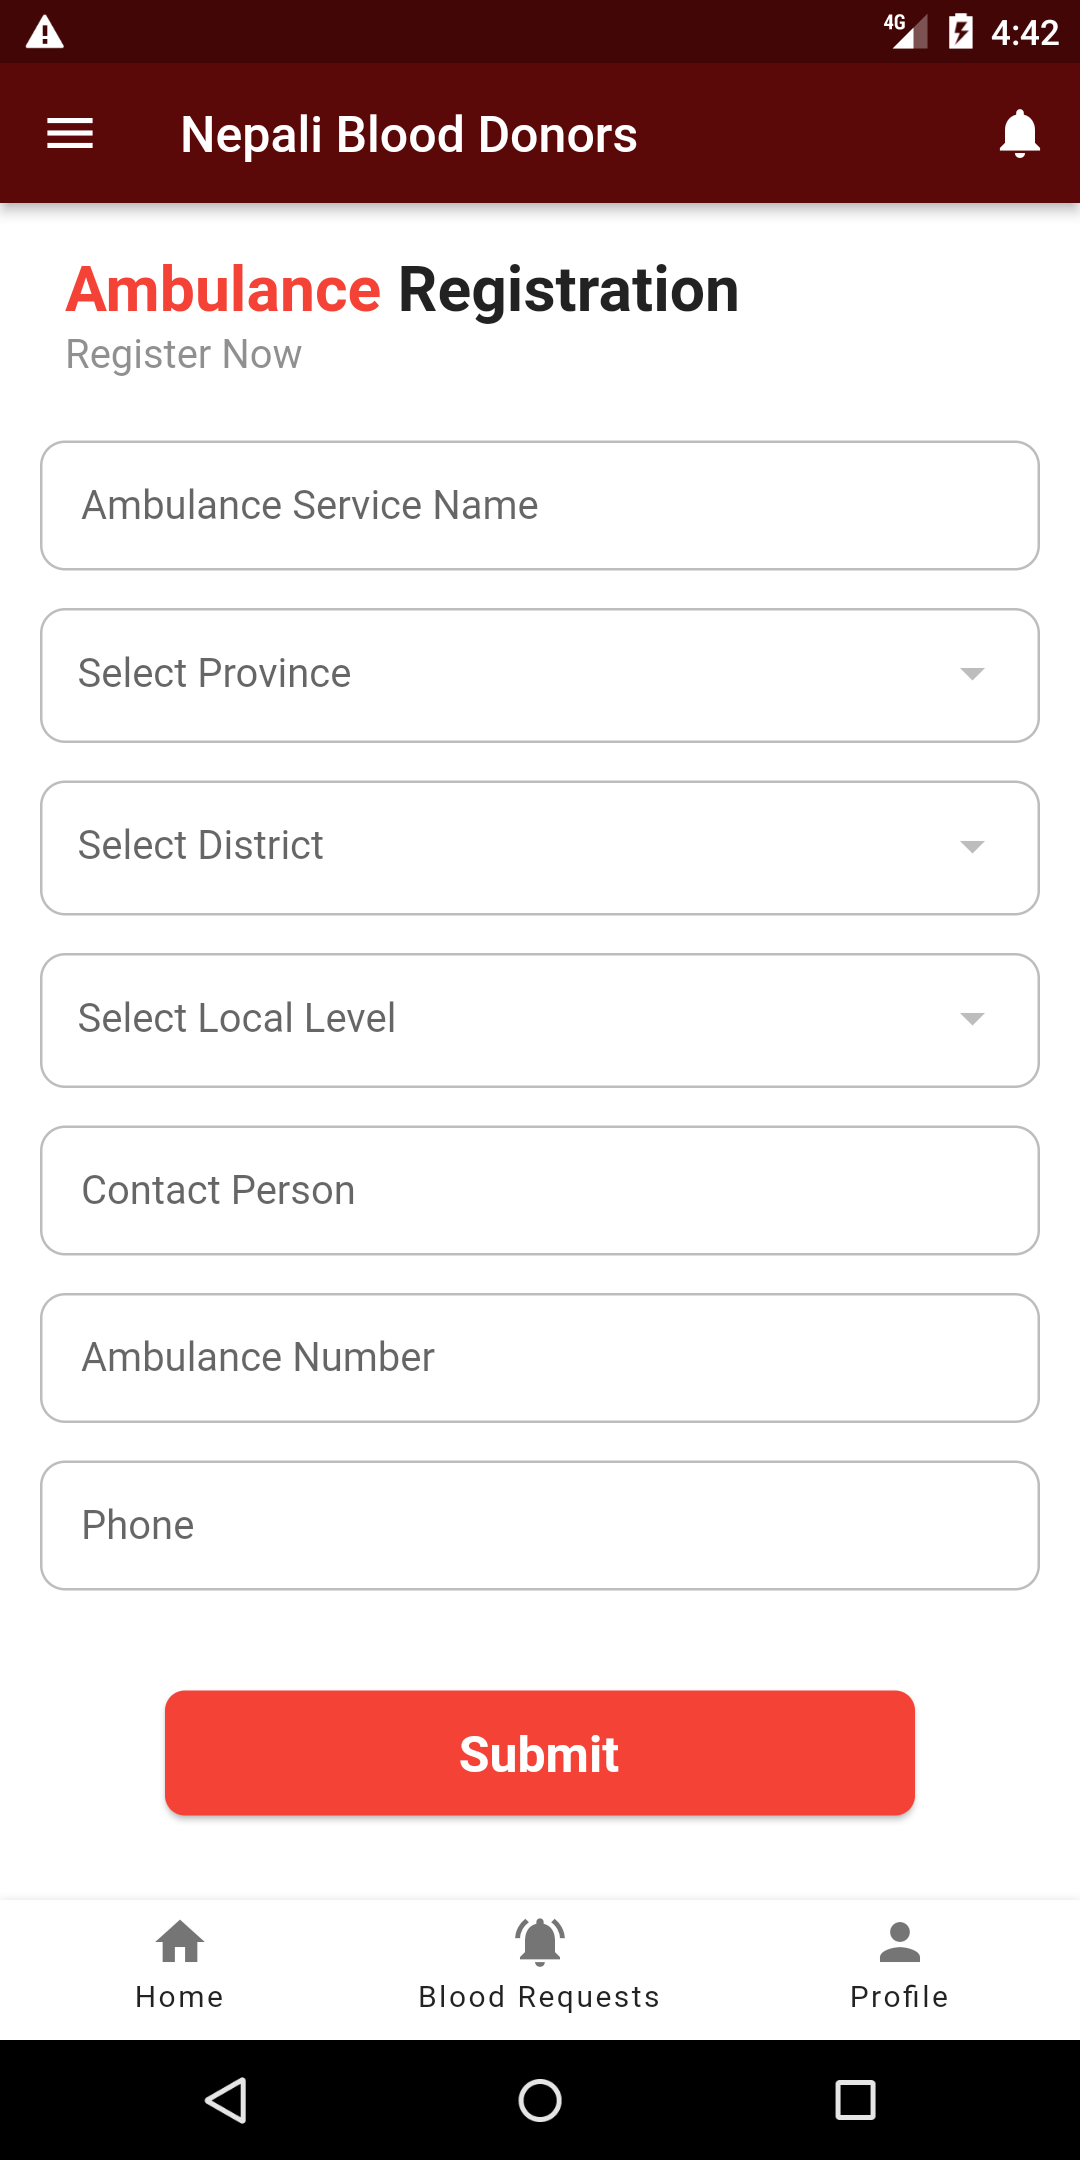 4G 4:42
Nepali Blood Donors
Ambulance Registration
Register Now
Ambulance Service Name
Select Province
Select District
Select Local Level
Contact Person
Ambulance Number
Phone
Submit
Home Blood Requests Profile